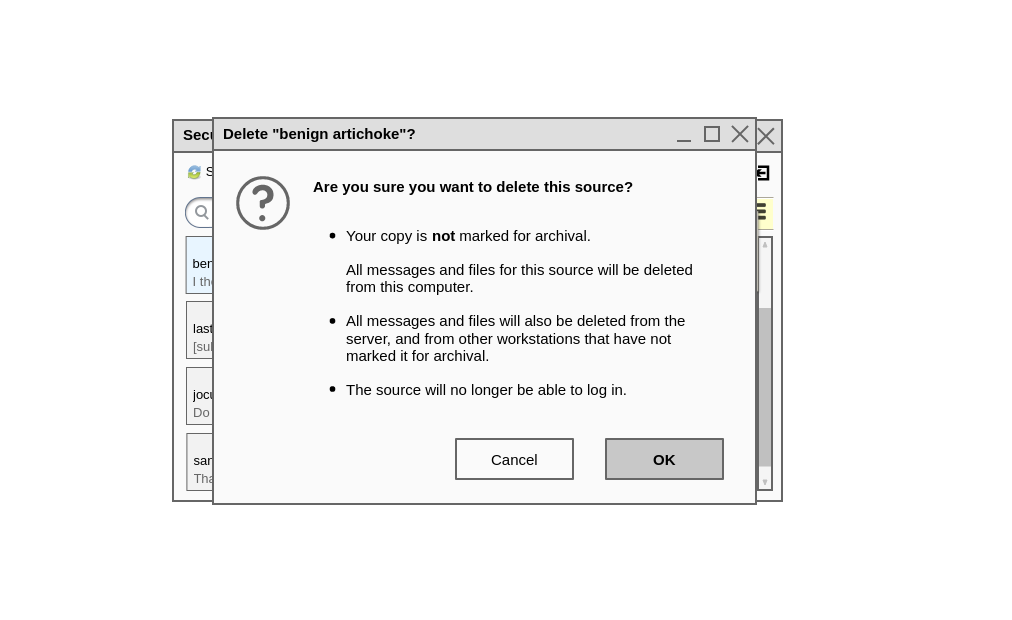 Secu
Delete "benign artichoke"?
S
Are you sure you want to delete this source?
Your copy is not marked for archival.
All messages and files for this source will be deleted
from this computer.
All messages and files will also be deleted from the
server, and from other workstations that have not
marked it for archival.
The source will no longer be able to log in.
Cancel
OK
ben
I the
last
[sul
jocu
Do
san
Tha